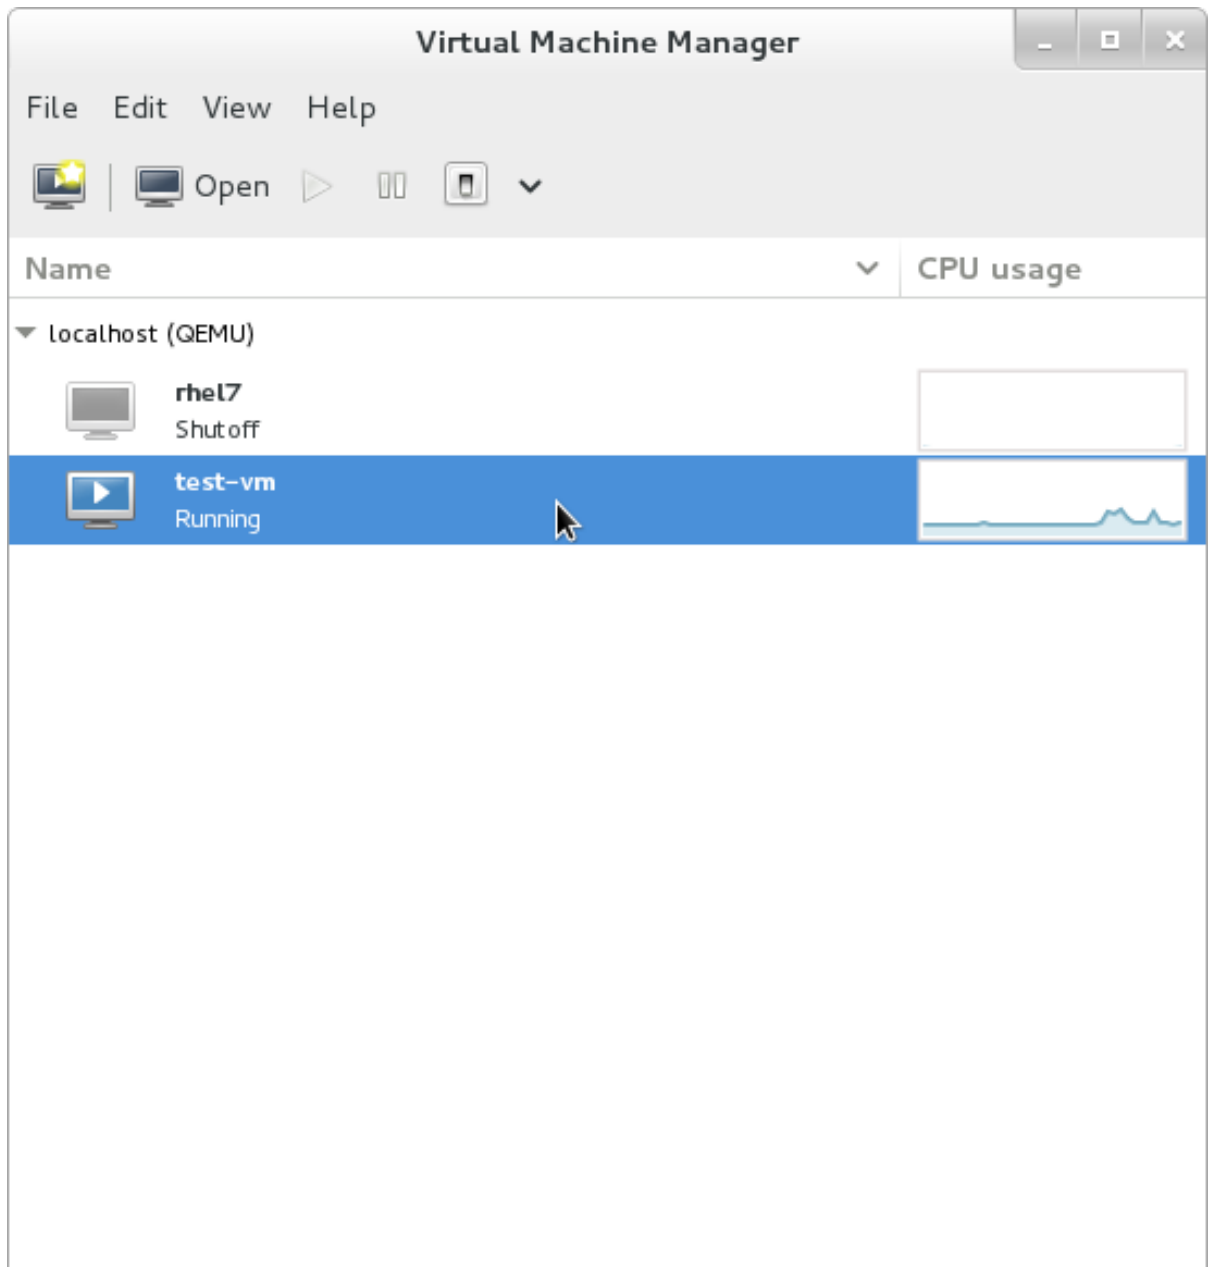 Virtual Machine Manager
File Edit View Help
Open
Name CPU usage
localhost (QEMU)
rhel7
Shutoff
test-vm
Running